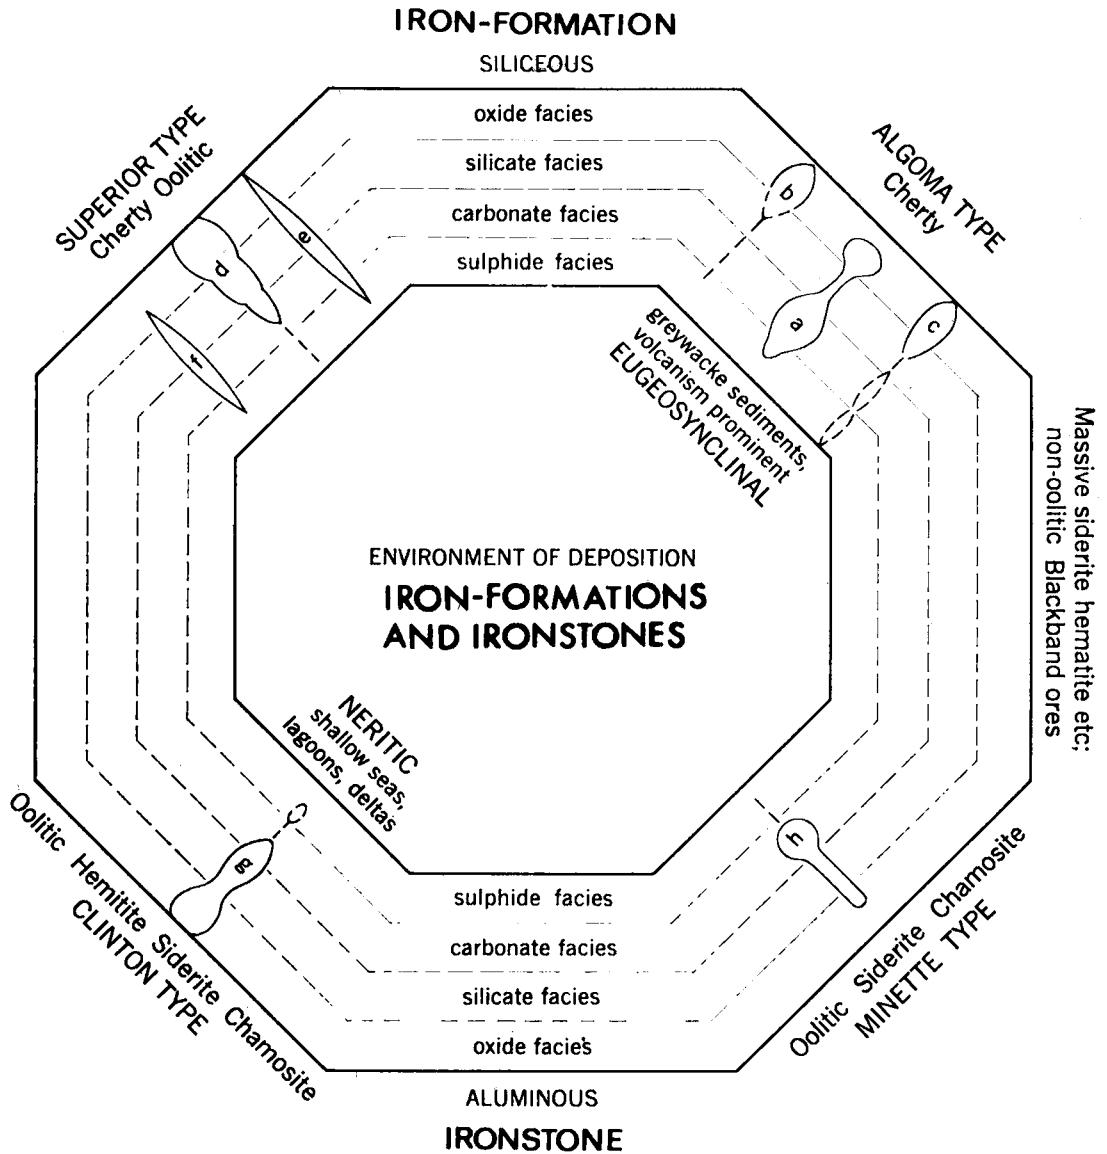 IRON-FORMATION
SILICEOUS
oxide facies
silicate facies
carbonate facies
sulphide facies
SUPERIOR TYPE
Cherty Oolitic
ALGOMA TYPE
Cherty
b
e
d
a
c
f
greywacke sediments,
volcanism prominent
EUGEOSYNCLINAL
Massive siderite hematite etc;
non-oolitic Blackband ores
ENVIRONMENT OF DEPOSITION
IRON-FORMATIONS
AND IRONSTONES
NERITIC
shallow seas,
lagoons, deltas
g
h
Oolitic Hemitite Siderite Chamosite
CLINTON TYPE
Oolitic Siderite Chamosite
MINETTE TYPE
sulphide facies
carbonate facies
silicate facies
oxide facies
ALUMINOUS
IRONSTONE